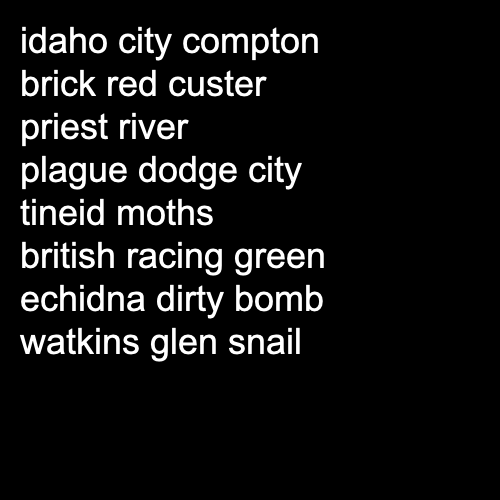 idaho city compton
brick red custer
priest river
plague dodge city
tineid moths
british racing green
echidna dirty bomb
watkins glen snail